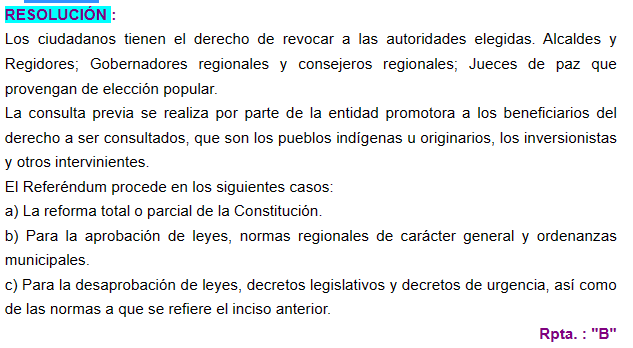 RESOLUCIÓN :
Los ciudadanos tienen el derecho de revocar a las autoridades elegidas. Alcaldes y
Regidores; Gobernadores regionales y consejeros regionales; Jueces de paz que
provengan de elección popular.
La consulta previa se realiza por parte de la entidad promotora a los beneficiarios del
derecho a ser consultados, que son los pueblos indígenas u originarios, los inversionistas
y otros intervinientes.
El Referéndum procede en los siguientes casos:
a) La reforma total o parcial de la Constitución.
b) Para la aprobación de leyes, normas regionales de carácter general y ordenanzas
municipales.
c) Para la desaprobación de leyes, decretos legislativos y decretos de urgencia, así como
de las normas a que se refiere el inciso anterior.
Rpta. : "B"